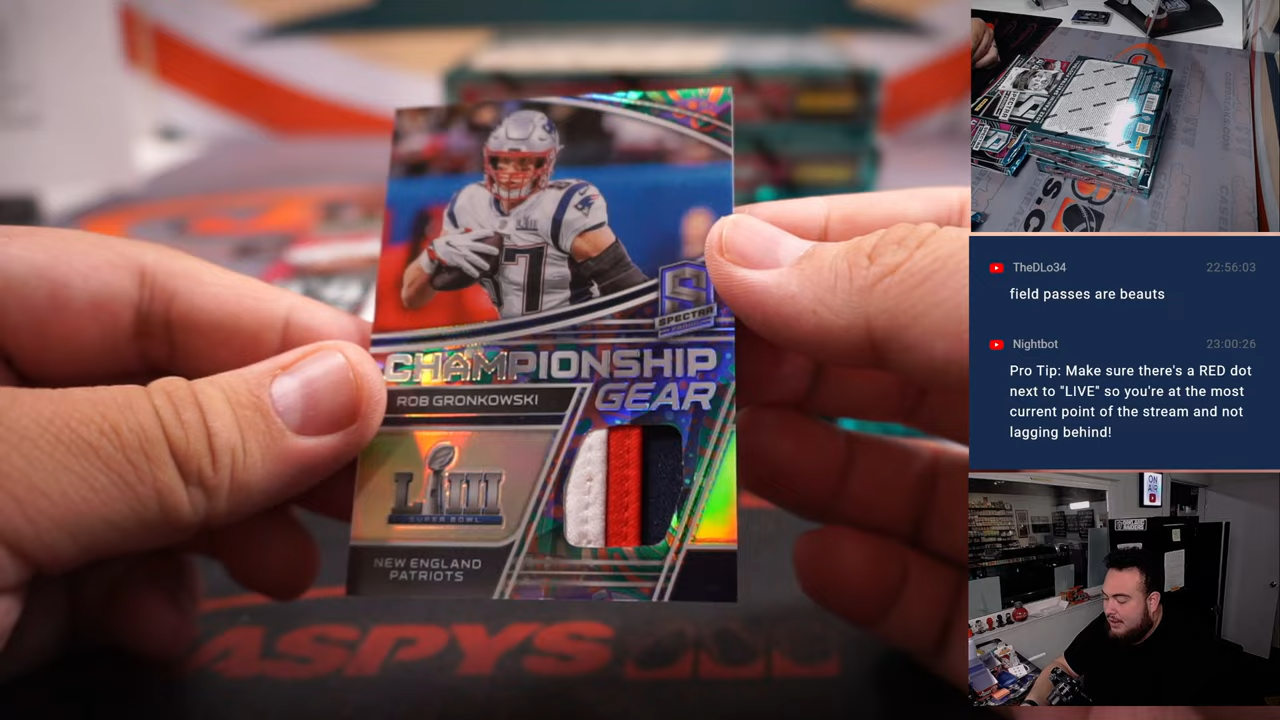 87
SPECTRA
CHAMPIONSHIP
GEAR
ROB GRONKOWSKI
LIII
SUPER BOWL
NEW ENGLAND
PATRIOTS
ASPYS
TheDLo34 22:56:03
field passes are beauts
Nightbot 23:00:26
Pro Tip: Make sure there's a RED dot
next to "LIVE" so you're at the most
current point of the stream and not
lagging behind!
ON
AIR